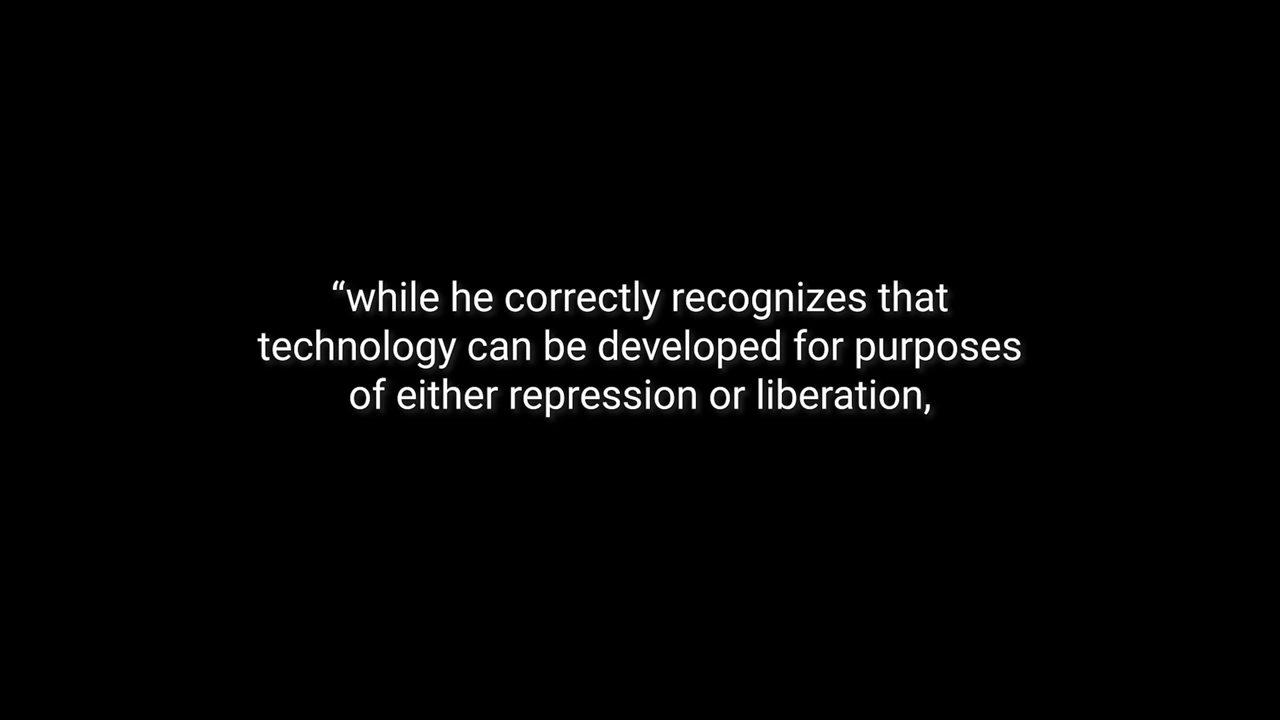 “while he correctly recognizes that
technology can be developed for purposes
of either repression or liberation,